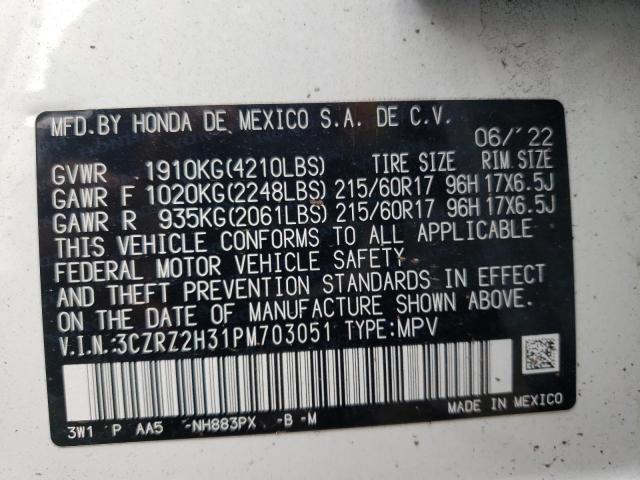 MFD.BY HONDA DE MEXICO S.A. DE C.V.
06/'22
GVWR 1910KG(4210LBS) TIRE SIZE RIM SIZE
GAWR F 1020KG(2248LBS) 215/60R17 96H 17X6.5J
GAWR R 935KG(2061LBS) 215/60R17 96H 17X6.5J
THIS VEHICLE CONFORMS TO ALL APPLICABLE
FEDERAL MOTOR VEHICLE SAFETY
AND THEFT PREVENTION STANDARDS IN EFFECT
ON THE DATE OF MANUFACTURE SHOWN ABOVE.
V.I.N.:3CZRZ2H31PM703051 TYPE:MPV
3W1 P AA5 -NH883PX -B -M
MADE IN MEXICO